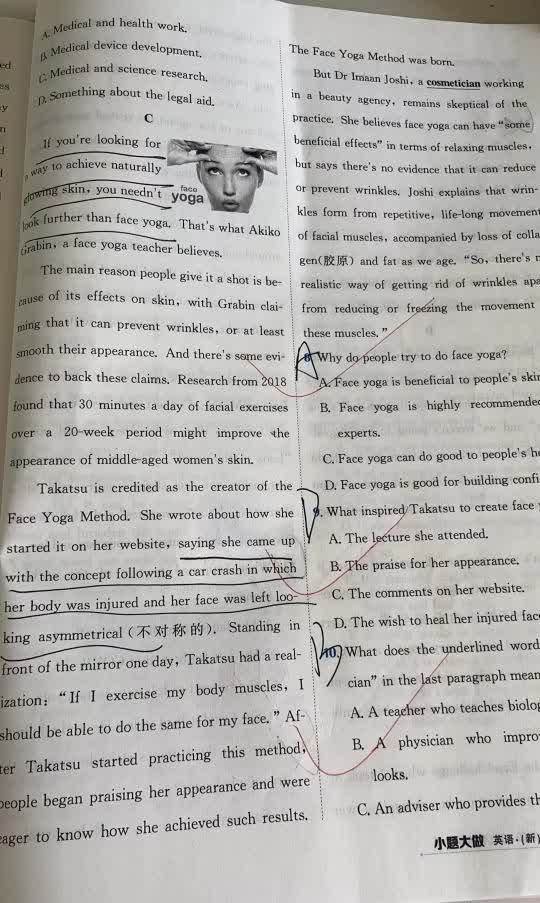 A. Medical and health work.
B. Medical device development.
C. Medical and science research.
D. Something about the legal aid.
C
If you're looking for
a way to achieve naturally
glowing skin, you needn't
look further than face yoga. That's what Akiko
Grabin, a face yoga teacher believes.
face
yoga
The main reason people give it a shot is be-
cause of its effects on skin, with Grabin clai-
ming that it can prevent wrinkles, or at least
smooth their appearance. And there's some evi-
dence to back these claims. Research from 2018
found that 30 minutes a day of facial exercises
over a 20-week period might improve the
appearance of middle-aged women's skin.
Takatsu is credited as the creator of the
Face Yoga Method. She wrote about how she
started it on her website, saying she came up
with the concept following a car crash in which
her body was injured and her face was left loo-
king asymmetrical (不对称的). Standing in
front of the mirror one day, Takatsu had a real-
ization: "If I exercise my body muscles, I
should be able to do the same for my face." Af-
ter Takatsu started practicing this method,
people began praising her appearance and were
eager to know how she achieved such results.
The Face Yoga Method was born.
But Dr Imaan Joshi, a cosmetician working
in a beauty agency, remains skeptical of the
practice. She believes face yoga can have "some
beneficial effects" in terms of relaxing muscles,
but says there's no evidence that it can reduce
or prevent wrinkles. Joshi explains that wrin-
kles form from repetitive, life-long movement
of facial muscles, accompanied by loss of colla
gen(胶原) and fat as we age. "So, there's
realistic way of getting rid of wrinkles
from reducing or freezing the movement
these muscles."
A
8. Why do people try to do face yoga?
A. Face yoga is beneficial to people's
B. Face yoga is highly recommended
experts.
C. Face yoga can do good to people's
D. Face yoga is good for building
D
9. What inspired Takatsu to create face
A. The lecture she attended.
B. The praise for her appearance.
C. The comments on her website.
D. The wish to heal her injured
10. What does the underlined word
cian" in the last paragraph
A. A teacher who teaches
B. A physician who
looks.
C. An adviser who provides
小题大做 英语·(新)